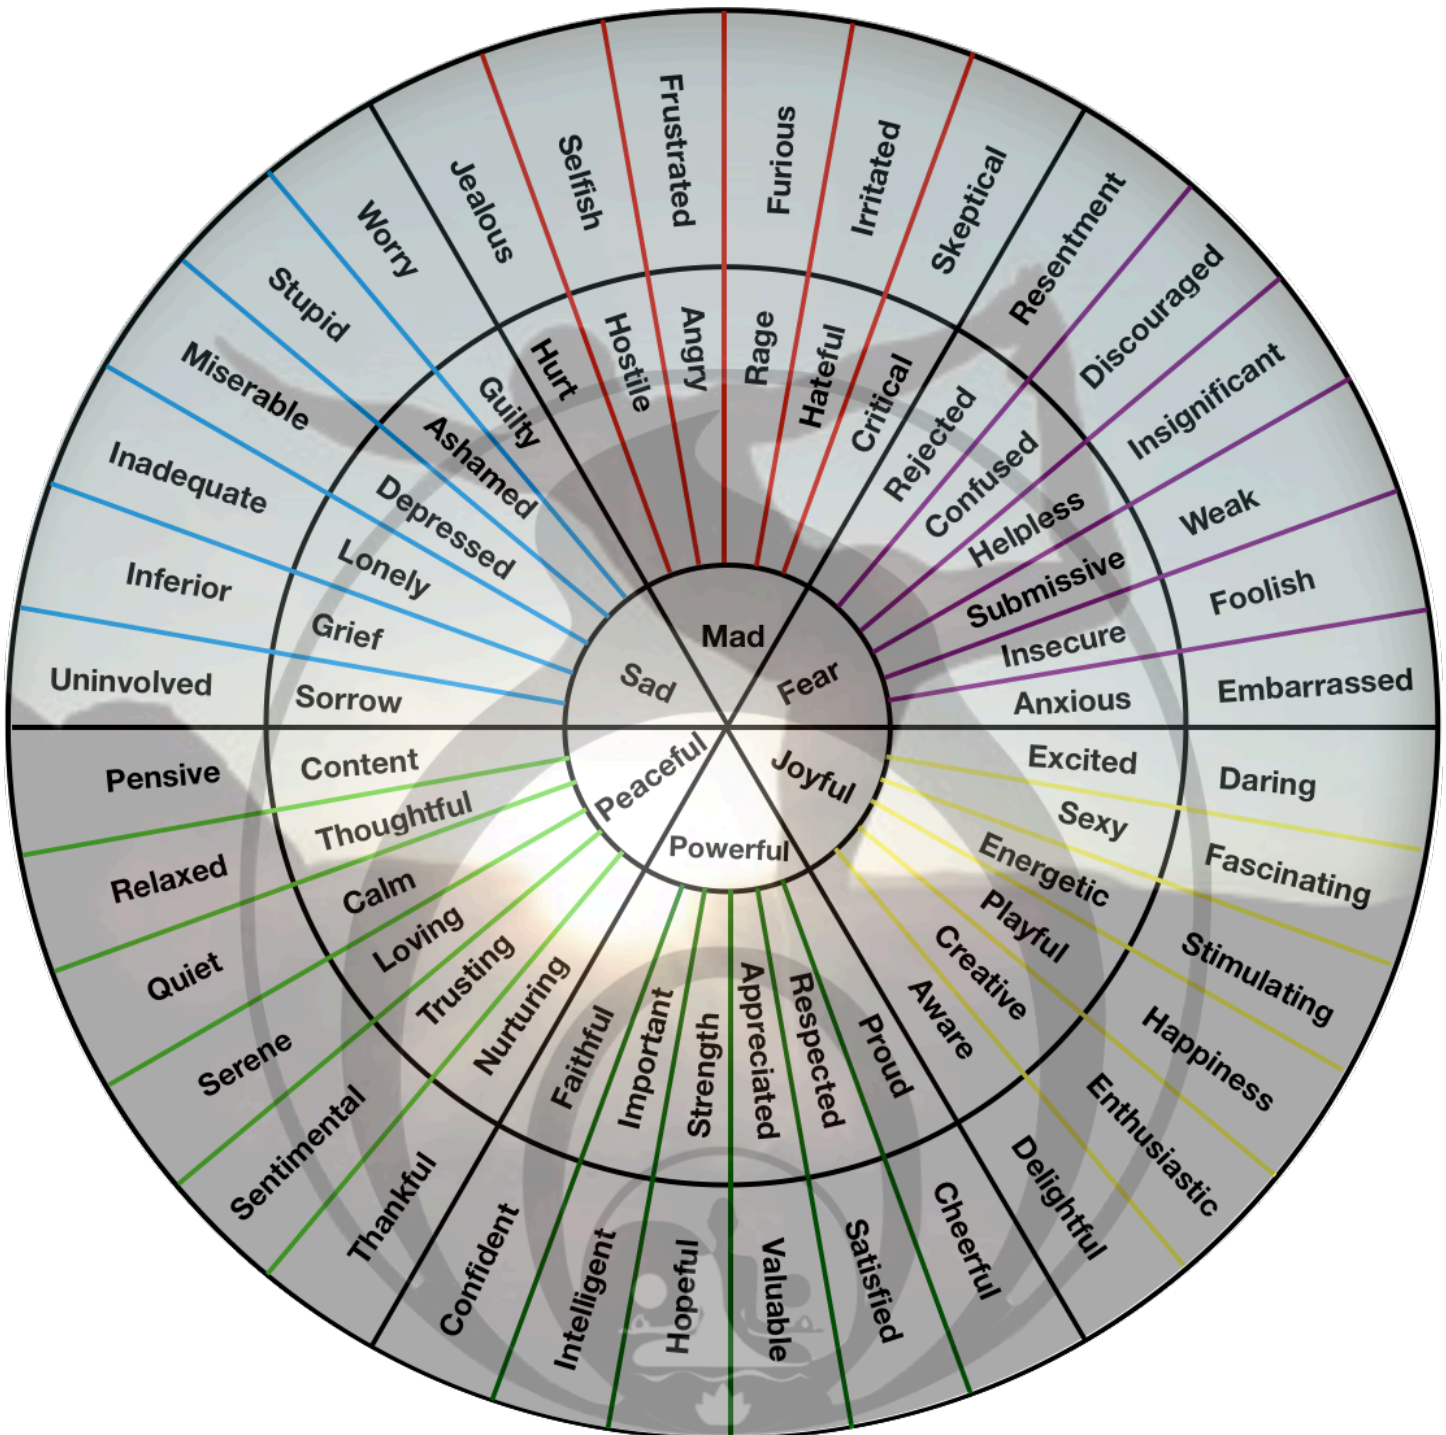 Mad
Fear
Joyful
Powerful
Peaceful
Sad
Hurt
Hostile
Angry
Rage
Hateful
Critical
Rejected
Confused
Helpless
Submissive
Insecure
Anxious
Excited
Sexy
Energetic
Playful
Creative
Aware
Proud
Respected
Appreciated
Strength
Important
Faithful
Nurturing
Trusting
Loving
Calm
Thoughtful
Content
Sorrow
Grief
Lonely
Depressed
Ashamed
Guilty
Jealous
Selfish
Frustrated
Furious
Irritated
Skeptical
Resentment
Discouraged
Insignificant
Weak
Foolish
Embarrassed
Daring
Fascinating
Stimulating
Happiness
Enthusiastic
Delightful
Cheerful
Satisfied
Valuable
Hopeful
Intelligent
Confident
Thankful
Sentimental
Serene
Quiet
Relaxed
Pensive
Uninvolved
Inferior
Inadequate
Miserable
Stupid
Worry